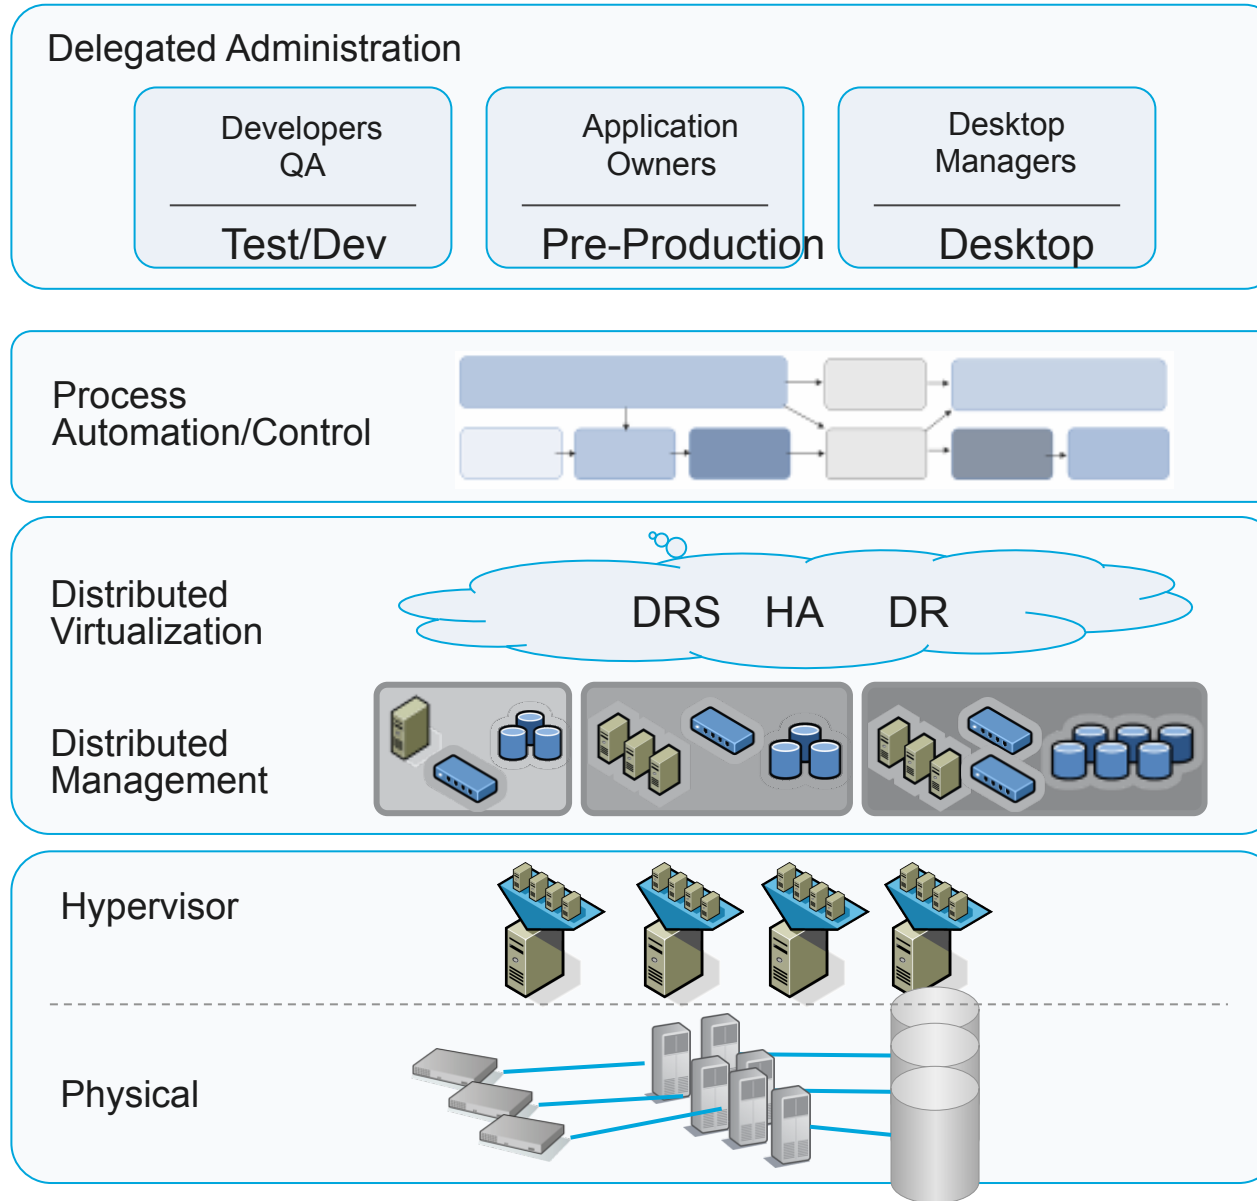 Delegated Administration
Developers
QA
Test/Dev
Application
Owners
Pre-Production
Desktop
Managers
Desktop
Process
Automation/Control
Distributed
Virtualization
DRS HA DR
Distributed
Management
Hypervisor
Physical